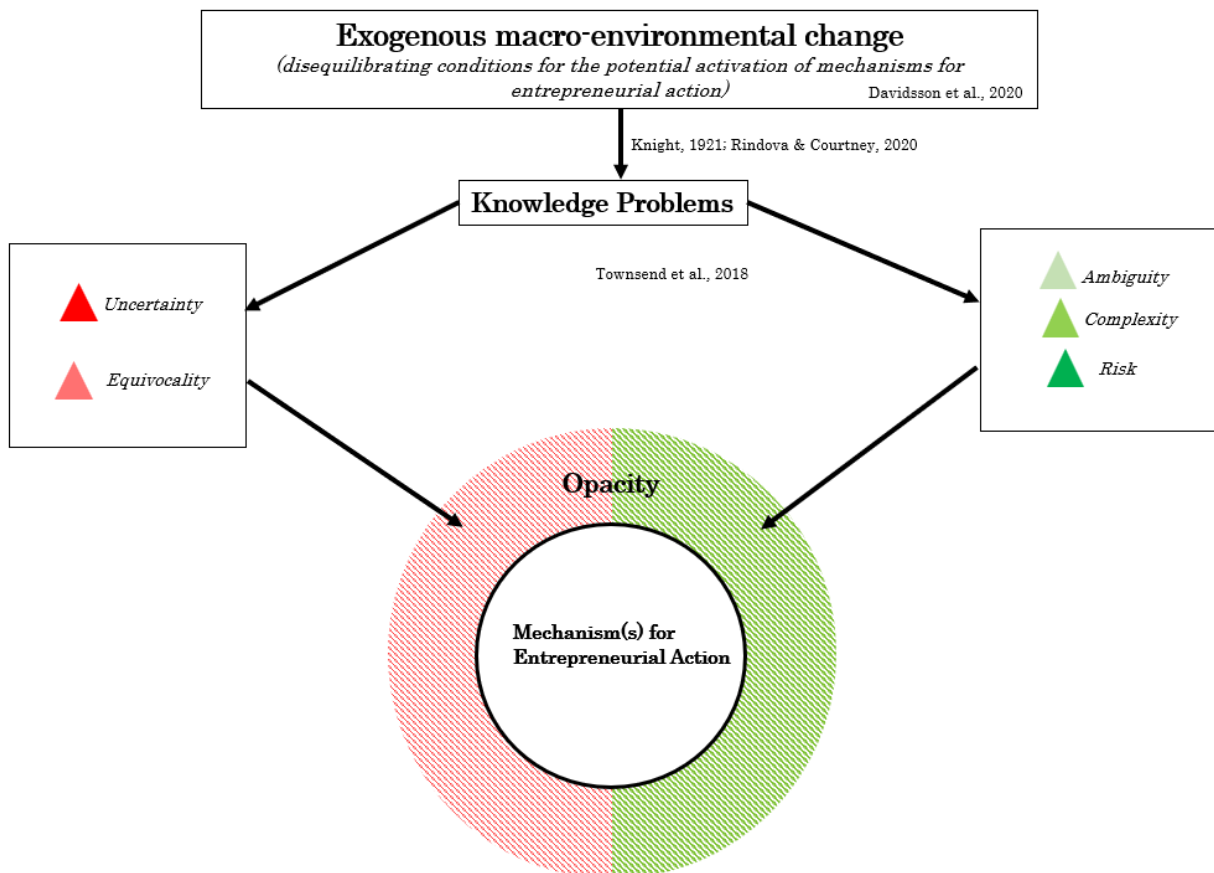 Exogenous macro-environmental change
(disequilibrating conditions for the potential activation of mechanisms for
entrepreneurial action)
Davidsson et al., 2020
Knight, 1921; Rindova & Courtney, 2020
Knowledge Problems
Townsend et al., 2018
Uncertainty
Equivocality
Ambiguity
Complexity
Risk
Opacity
Mechanism(s) for
Entrepreneurial Action